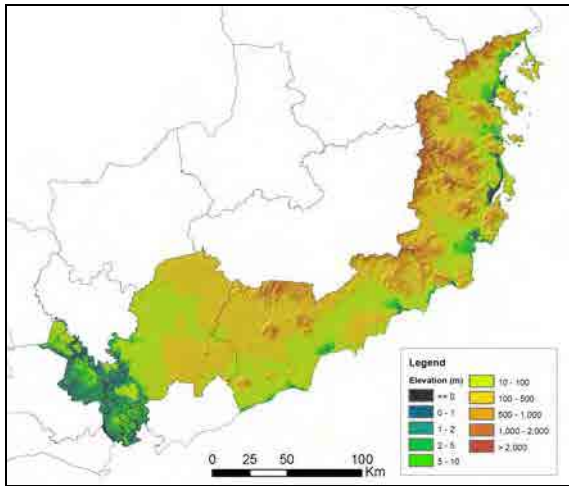 Legend
Elevation (m)
<= 0
0 - 1
1 - 2
2 - 5
5 - 10
10 - 100
100 - 500
500 - 1,000
1,000 - 2,000
> 2,000
0 25 50 100
Km